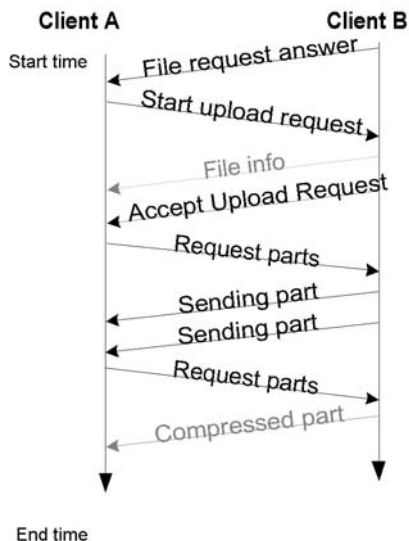 Client A
Client B
Start time
File request answer
Start upload request
File info
Accept Upload Request
Request parts
Sending part
Sending part
Request parts
Compressed part
End time